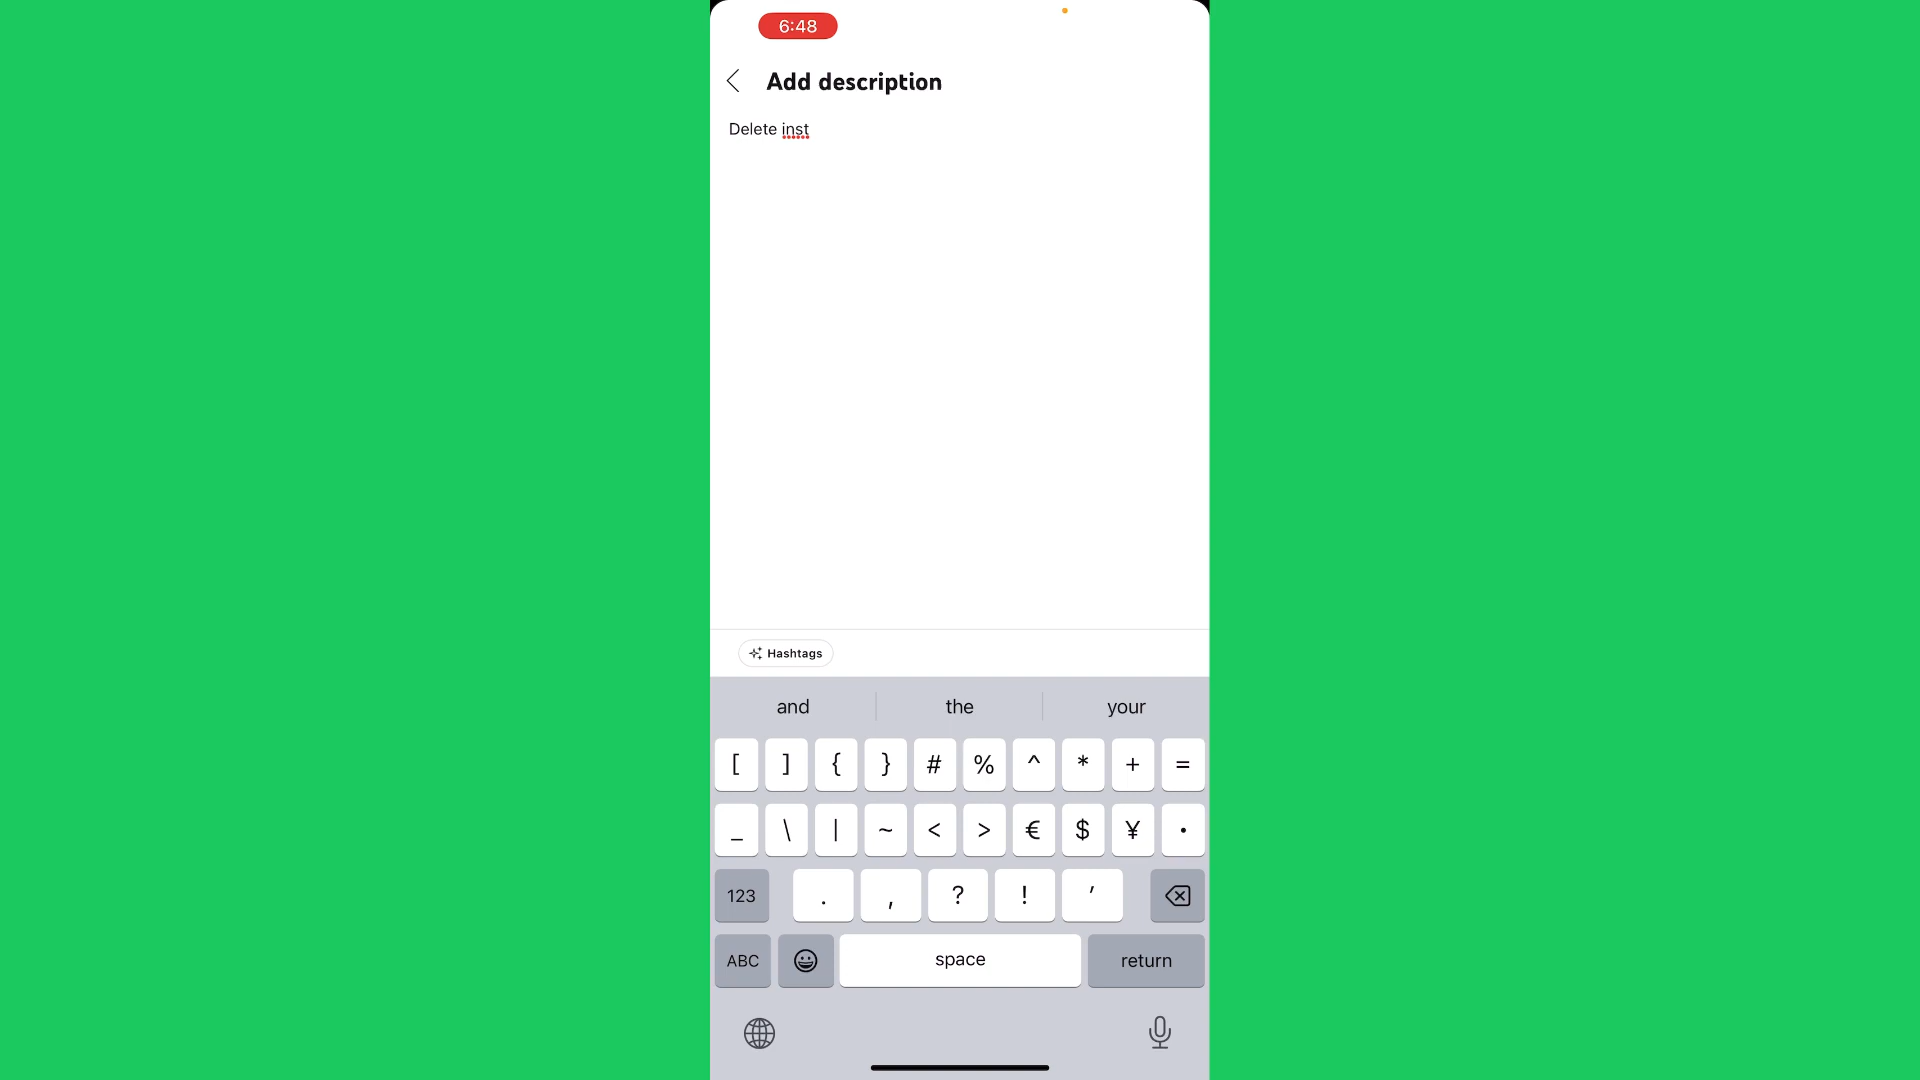 6:48
Add description
Delete inst
Hashtags
and the your
[ ] { } # % ^ * + =
_ \ | ~ < > € $ ¥ •
123 . , ? ! ’
ABC space return